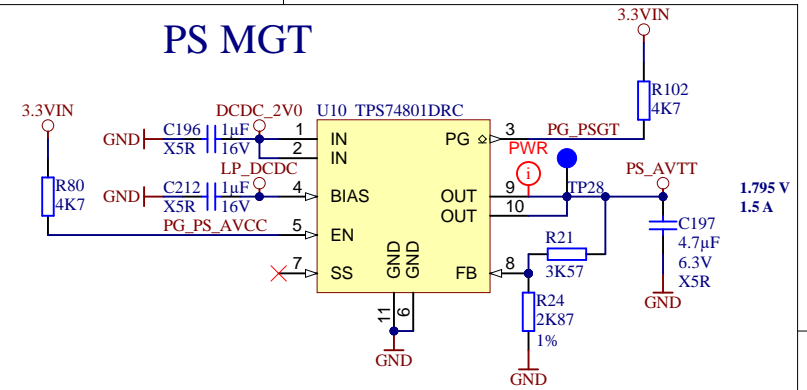 PS MGT
3.3VIN
R102
4K7
3.3VIN
R80
4K7
GND
C196
X5R
1µF
16V
DCDC_2V0
U10 TPS74801DRC
1
IN
2
IN
PG
3
PG_PSGT
PWR
i
TP28
PS_AVTT
1.795 V
1.5 A
GND
C212
X5R
1µF
16V
LP_DCDC
4
BIAS
OUT
9
OUT
10
PG_PS_AVCC
5
EN
7
SS
GND
GND
FB
8
R21
3K57
C197
4.7µF
6.3V
X5R
GND
R24
2K87
1%
GND
11
6
GND